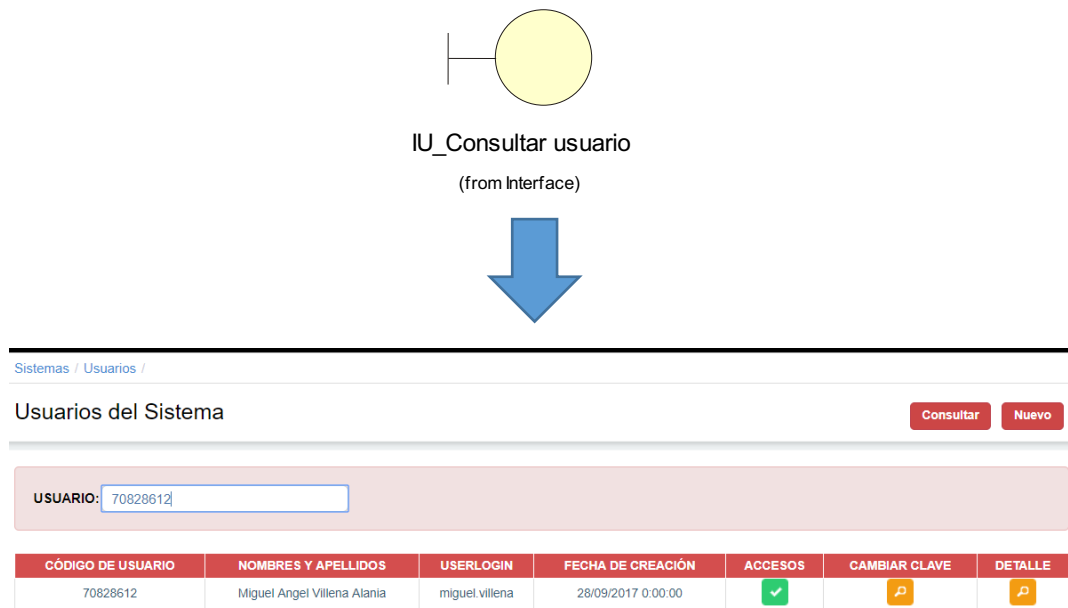 IU_Consultar usuario
(from Interface)
Sistemas / Usuarios /
Usuarios del Sistema
Consultar Nuevo
USUARIO: 70828612
CÓDIGO DE USUARIO NOMBRES Y APELLIDOS USERLOGIN FECHA DE CREACIÓN ACCESOS CAMBIAR CLAVE DETALLE
70828612 Miguel Angel Villena Alania miguel.villena 28/09/2017 0:00:00